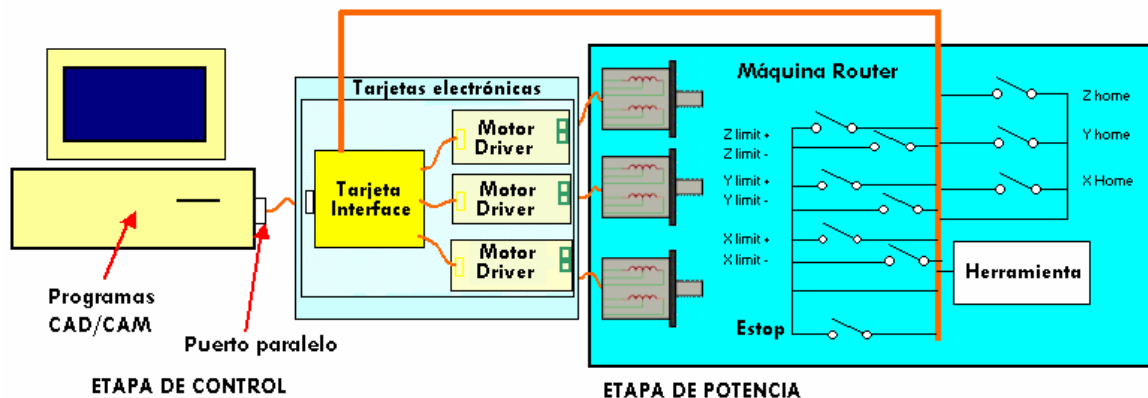 Tarjetas electrónicas
Motor
Driver
Motor
Driver
Motor
Driver
Tarjeta
Interface
Programas
CAD/CAM
Puerto paralelo
ETAPA DE CONTROL
Máquina Router
Z limit +
Z limit -
Y limit +
Y limit -
X limit +
X limit -
Estop
Z home
Y home
X Home
Herramienta
ETAPA DE POTENCIA